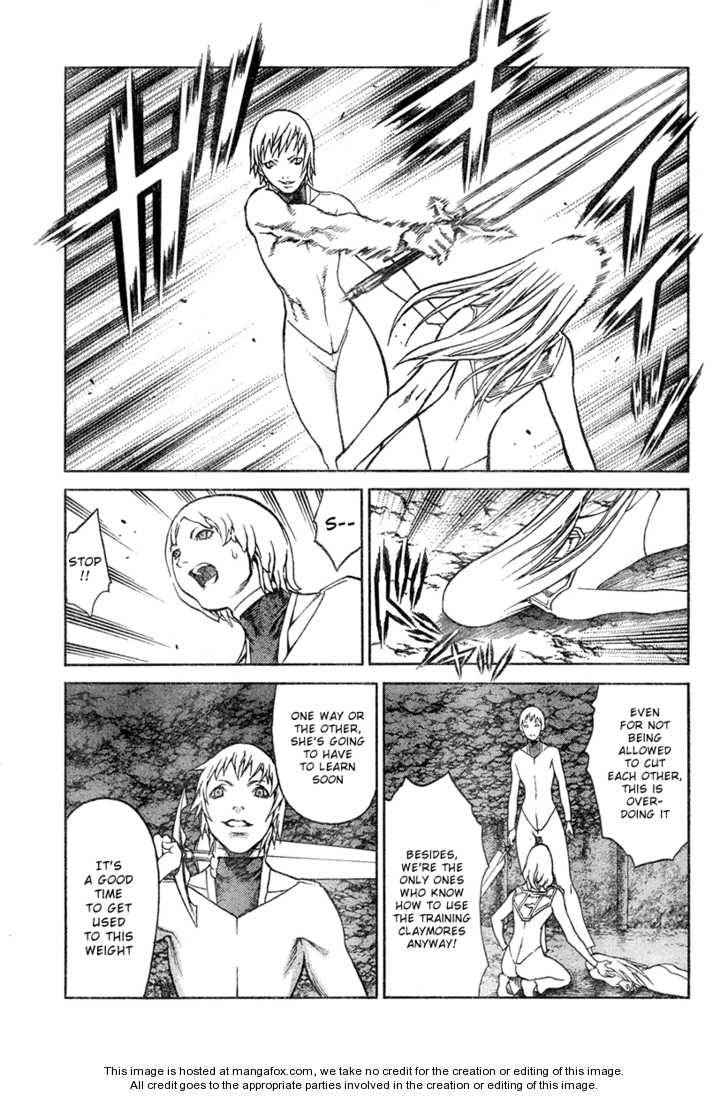 S--
STOP
!!
EVEN
FOR NOT
BEING
ALLOWED
TO CUT
EACH OTHER,
THIS IS
OVER-
DOING IT
BESIDES,
WE'RE THE
ONLY ONES
WHO KNOW
HOW TO USE
THE TRAINING
CLAYMORES
ANYWAY!
ONE WAY OR
THE OTHER,
SHE'S GOING
TO HAVE
TO LEARN
SOON
IT'S
A GOOD
TIME
TO GET
USED
TO THIS
WEIGHT
This image is hosted at mangafox.com, we take no credit for the creation or editing of this image.
All credit goes to the appropriate parties involved in the creation or editing of this image.